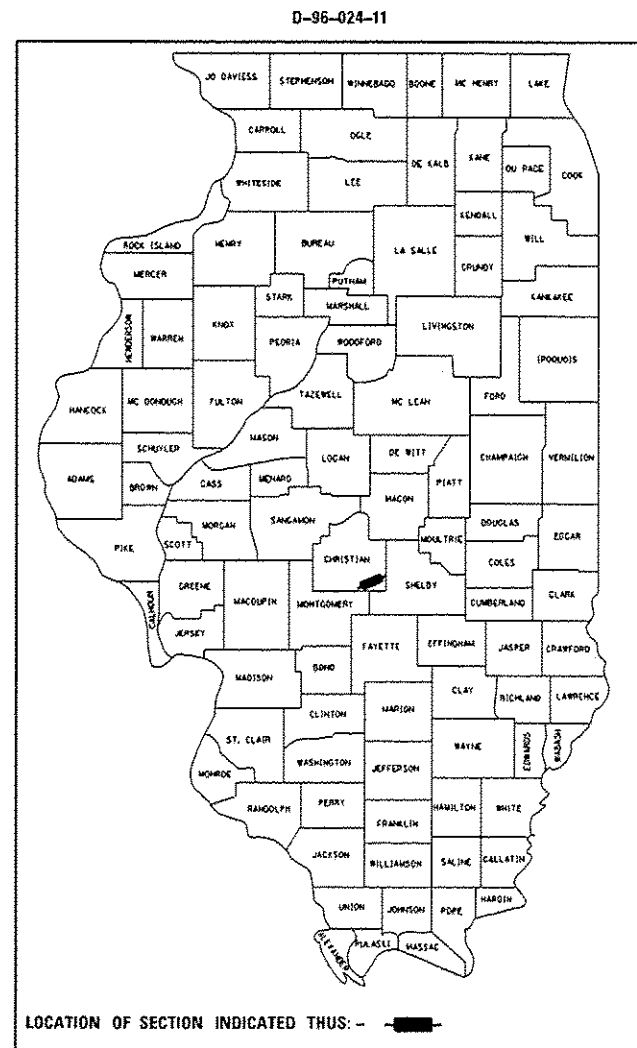 D-96-024-11
JO DAVIESS STEPHENSON WINNEBAGO BOONE MC HENRY LAKE
CARROLL OGLE
DE KALB KANE DU PAGE COOK
WHITESIDE LEE
KENDALL WILL
ROCK ISLAND HENRY BUREAU LA SALLE
MERCER PUTNAM GRUNDY
STARK MARSHALL KANKAKEE
HENDERSON WARREN KNOX PEORIA WOODFORD LIVINGSTON IROQUOIS
HANCOCK MC DONOUGH FULTON TAZEWELL MC LEAN FORD
MASON
SCHUYLER LOGAN DE WITT CHAMPAIGN VERMILION
ADAMS BROWN CASS MENARD PIATT
MACON
MORGAN SANGAMON DOUGLAS
PIKE SCOTT CHRISTIAN MOULTRIE COLES EDGAR
GREENE SHELBY
CALHOUN MACOUPIN MONTGOMERY CUMBERLAND CLARK
JERSEY FAYETTE EFFINGHAM JASPER CRAWFORD
BOND
MADISON CLAY RICHLAND LAWRENCE
CLINTON MARION
ST. CLAIR WAYNE EDWARDS WABASH
WASHINGTON JEFFERSON
MONROE
RANDOLPH PERRY HAMILTON WHITE
FRANKLIN
JACKSON WILLIAMSON SALINE GALLATIN
UNION JOHNSON POPE HARDIN
ALEXANDER PULASKI MASSAC
LOCATION OF SECTION INDICATED THUS: -